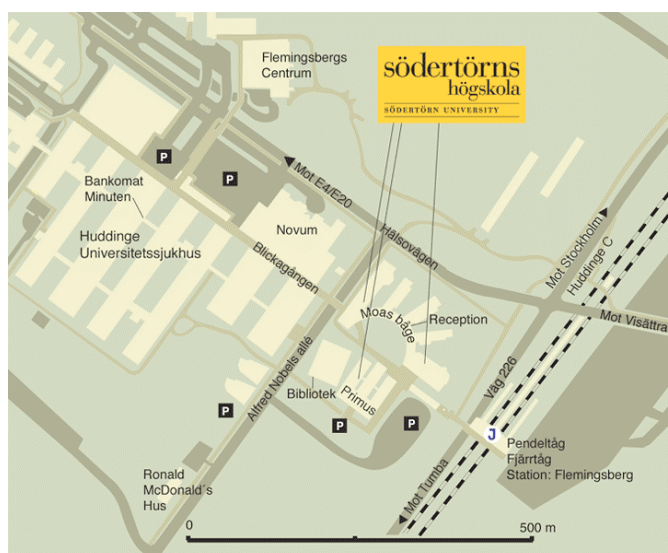 Flemingsbergs
Centrum
södertörns
högskola
SÖDERTÖRN UNIVERSITY
P
P
Mot E4/E20
Bankomat
Minuten
Novum
Hälsovägen
Mot Stockholm
Huddinge C
Huddinge
Universitetssjukhus
Blickagången
Moas båge
Reception
Mot Visättra
Alfred Nobels allé
Bibliotek
Primus
Väg 226
P
P
P
J
Pendeltåg
Fjärrtåg
Station: Flemingsberg
Ronald
McDonald´s
Hus
Mot Tumba
0
500 m